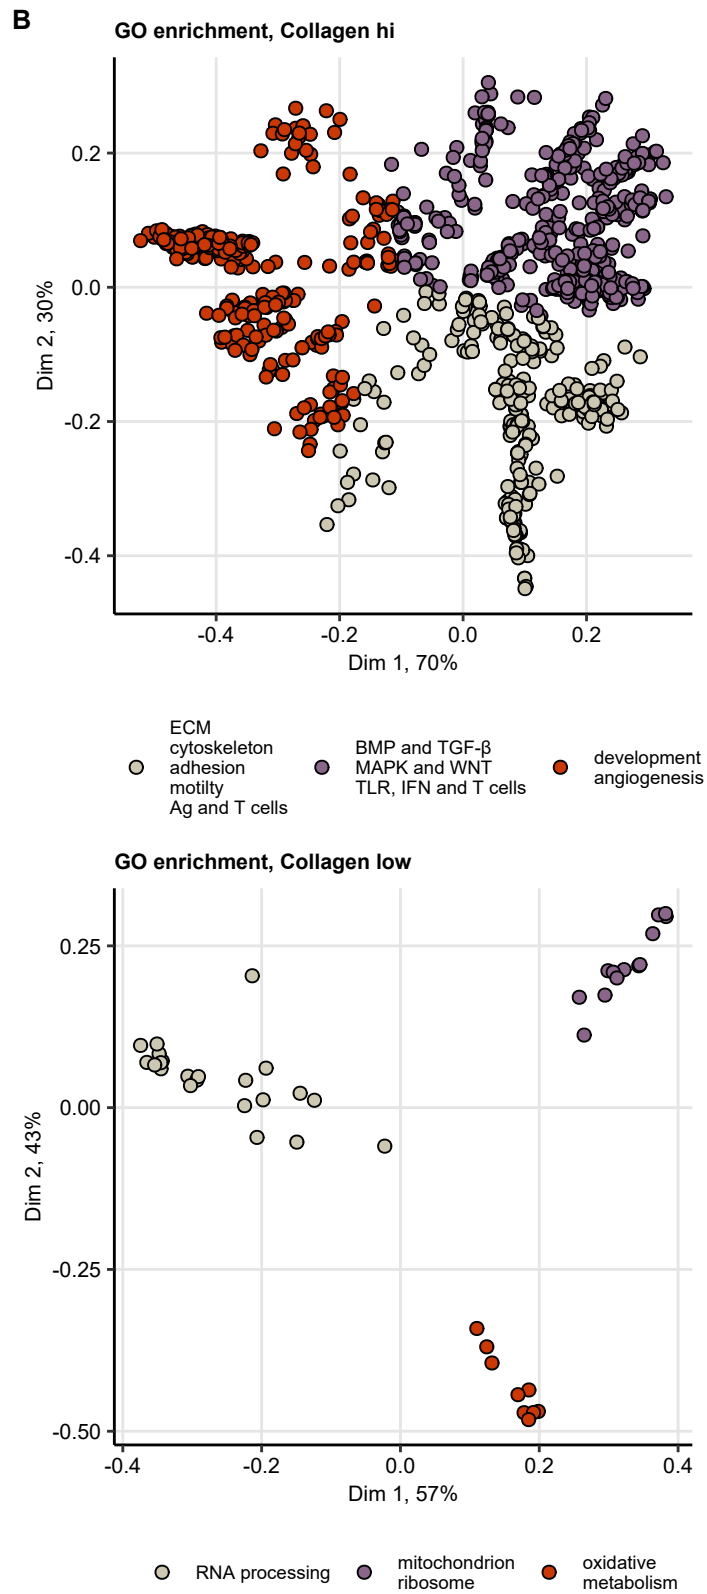 B
GO enrichment, Collagen hi
0.2
0.0
-0.2
-0.4
Dim 2, 30%
-0.4
-0.2
0.0
0.2
Dim 1, 70%
ECM
cytoskeleton
adhesion
motilty
Ag and T cells
BMP and TGF-β
MAPK and WNT
TLR, IFN and T cells
development
angiogenesis
GO enrichment, Collagen low
0.25
0.00
-0.25
-0.50
Dim 2, 43%
-0.4
-0.2
0.0
0.2
0.4
Dim 1, 57%
RNA processing
mitochondrion
ribosome
oxidative
metabolism